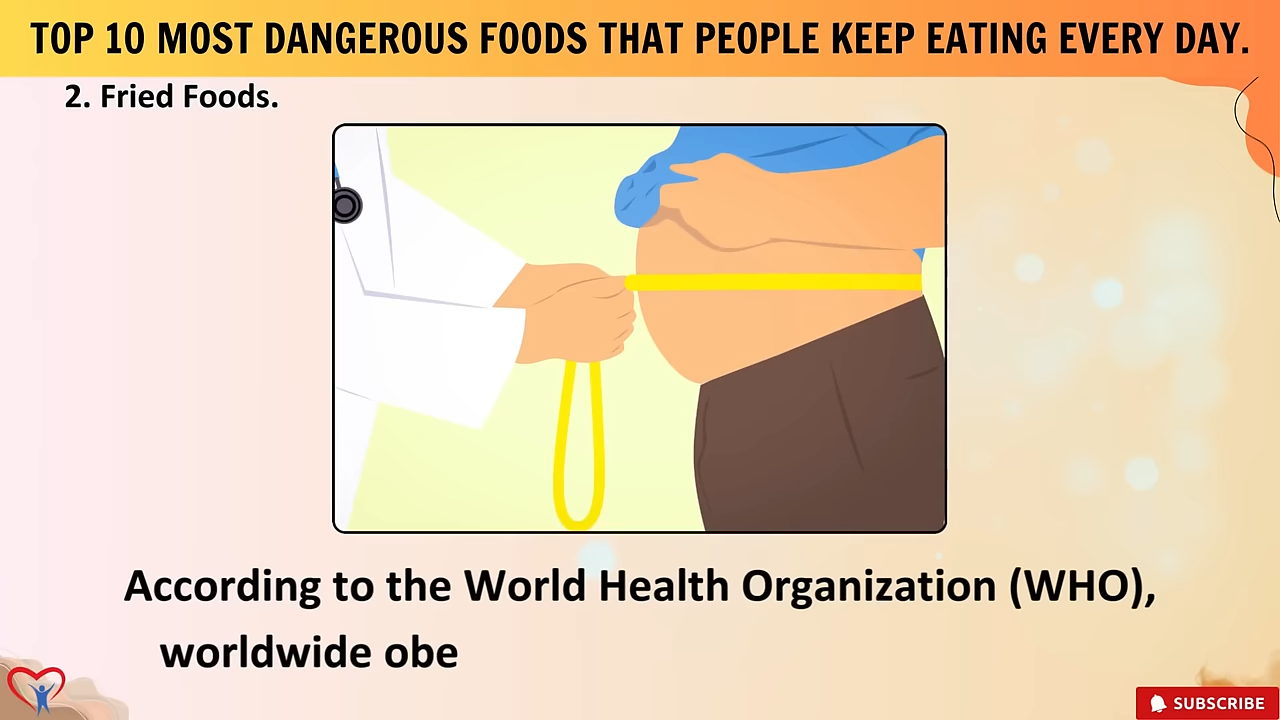 TOP 10 MOST DANGEROUS FOODS THAT PEOPLE KEEP EATING EVERY DAY.
2. Fried Foods.
According to the World Health Organization (WHO),
worldwide obe
SUBSCRIBE